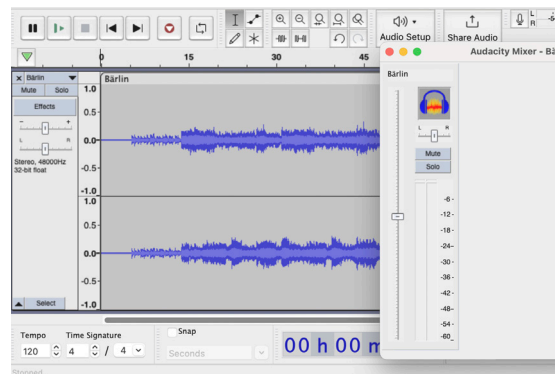 Audio Setup
Share Audio
L
R
0
15
30
45
Audacity Mixer - Bä
× Bärlin
Mute Solo
Effects
- +
L R
Stereo, 48000Hz
32-bit float
Bärlin
1.0
0.5-
0.0-
-0.5-
-1.0
1.0
0.5-
0.0-
-0.5-
-1.0
Select
Bärlin
L R
Mute
Solo
-6-
-12-
-18-
-24-
-30-
-36-
-42-
-48-
-54-
-60_
Tempo
Time Signature
Snap
120
4 / 4
Seconds
00 h 00 m
Stopped